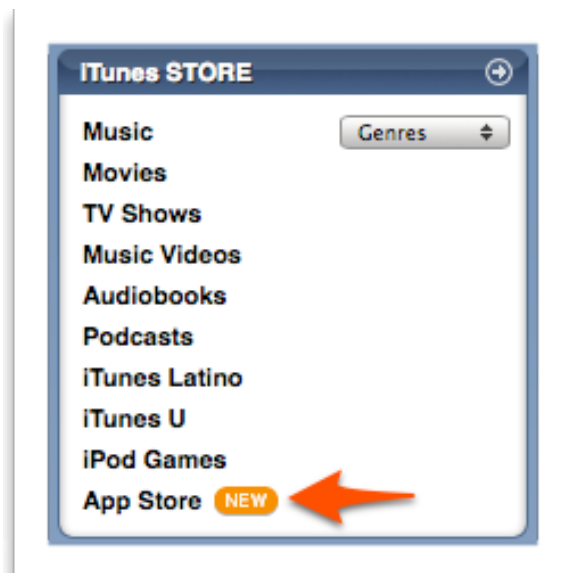 iTunes STORE
Music Genres
Movies
TV Shows
Music Videos
Audiobooks
Podcasts
iTunes Latino
iTunes U
iPod Games
App Store NEW